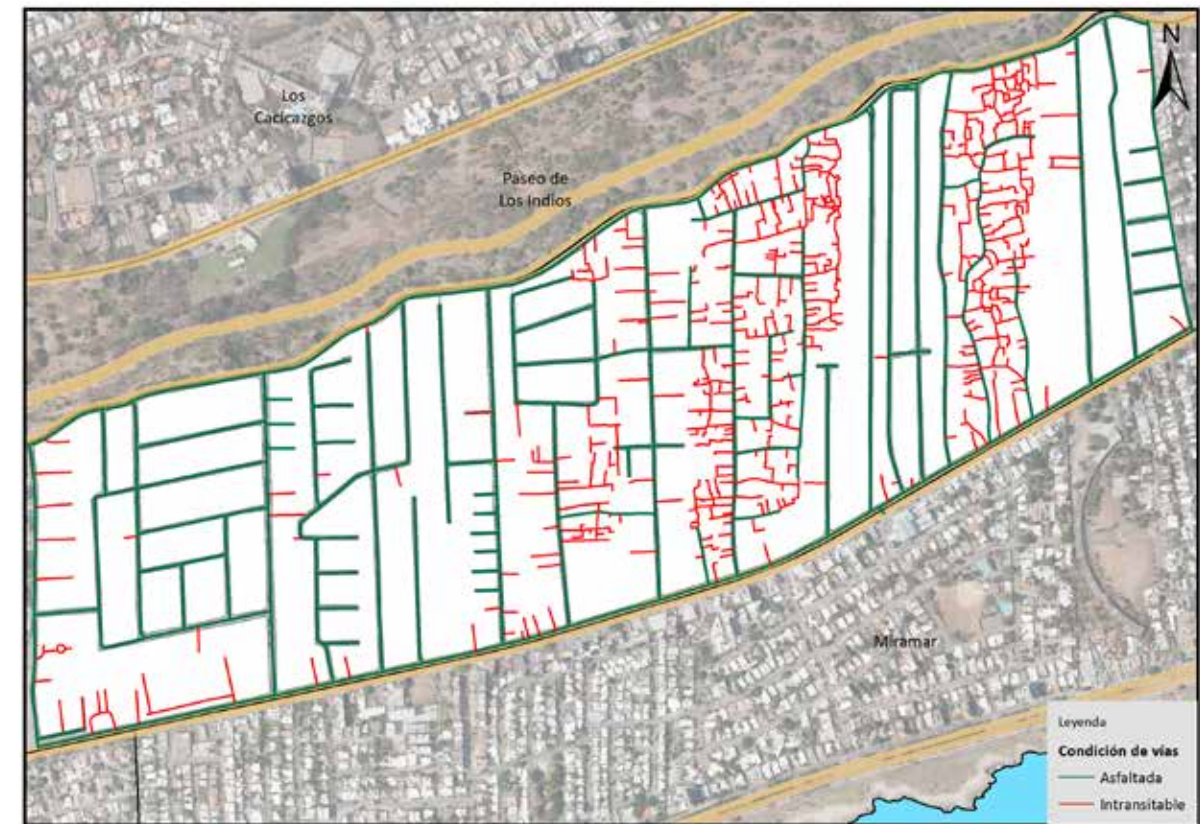 N
Los
Cacicazgos
Paseo de
Los Indios
Miramar
Leyenda
Condición de vías
Asfaltada
Intransitable